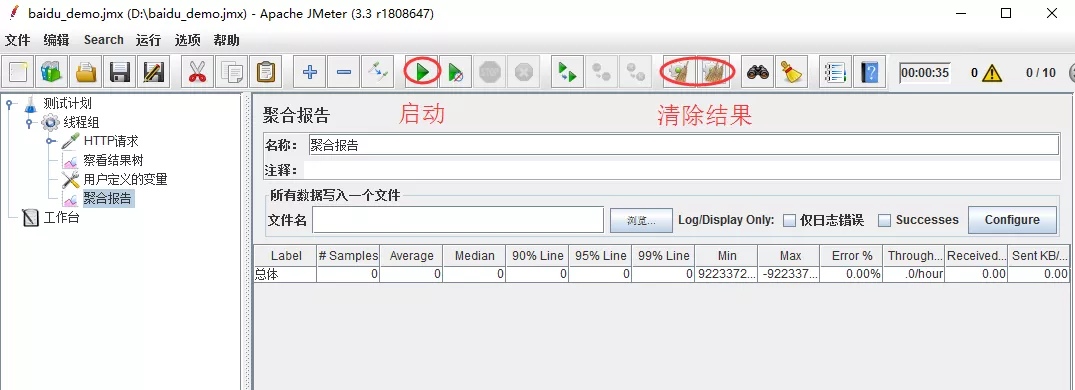 baidu_demo.jmx (D:\baidu_demo.jmx) - Apache JMeter (3.3 r1808647)
文件 编辑 Search 运行 选项 帮助
STOP 00:00:35 0 0 / 10
启动 清除结果
测试计划
线程组
HTTP请求
察看结果树
用户定义的变量
聚合报告
工作台
聚合报告
名称： 聚合报告
注释：
所有数据写入一个文件
文件名 浏览... Log/Display Only: 仅日志错误 Successes Configure
Label # Samples Average Median 90% Line 95% Line 99% Line Min Max Error % Through... Received... Sent KB/...
总体 0 0 0 0 0 0 9223372... -922337... 0.00% .0/hour 0.00 0.00